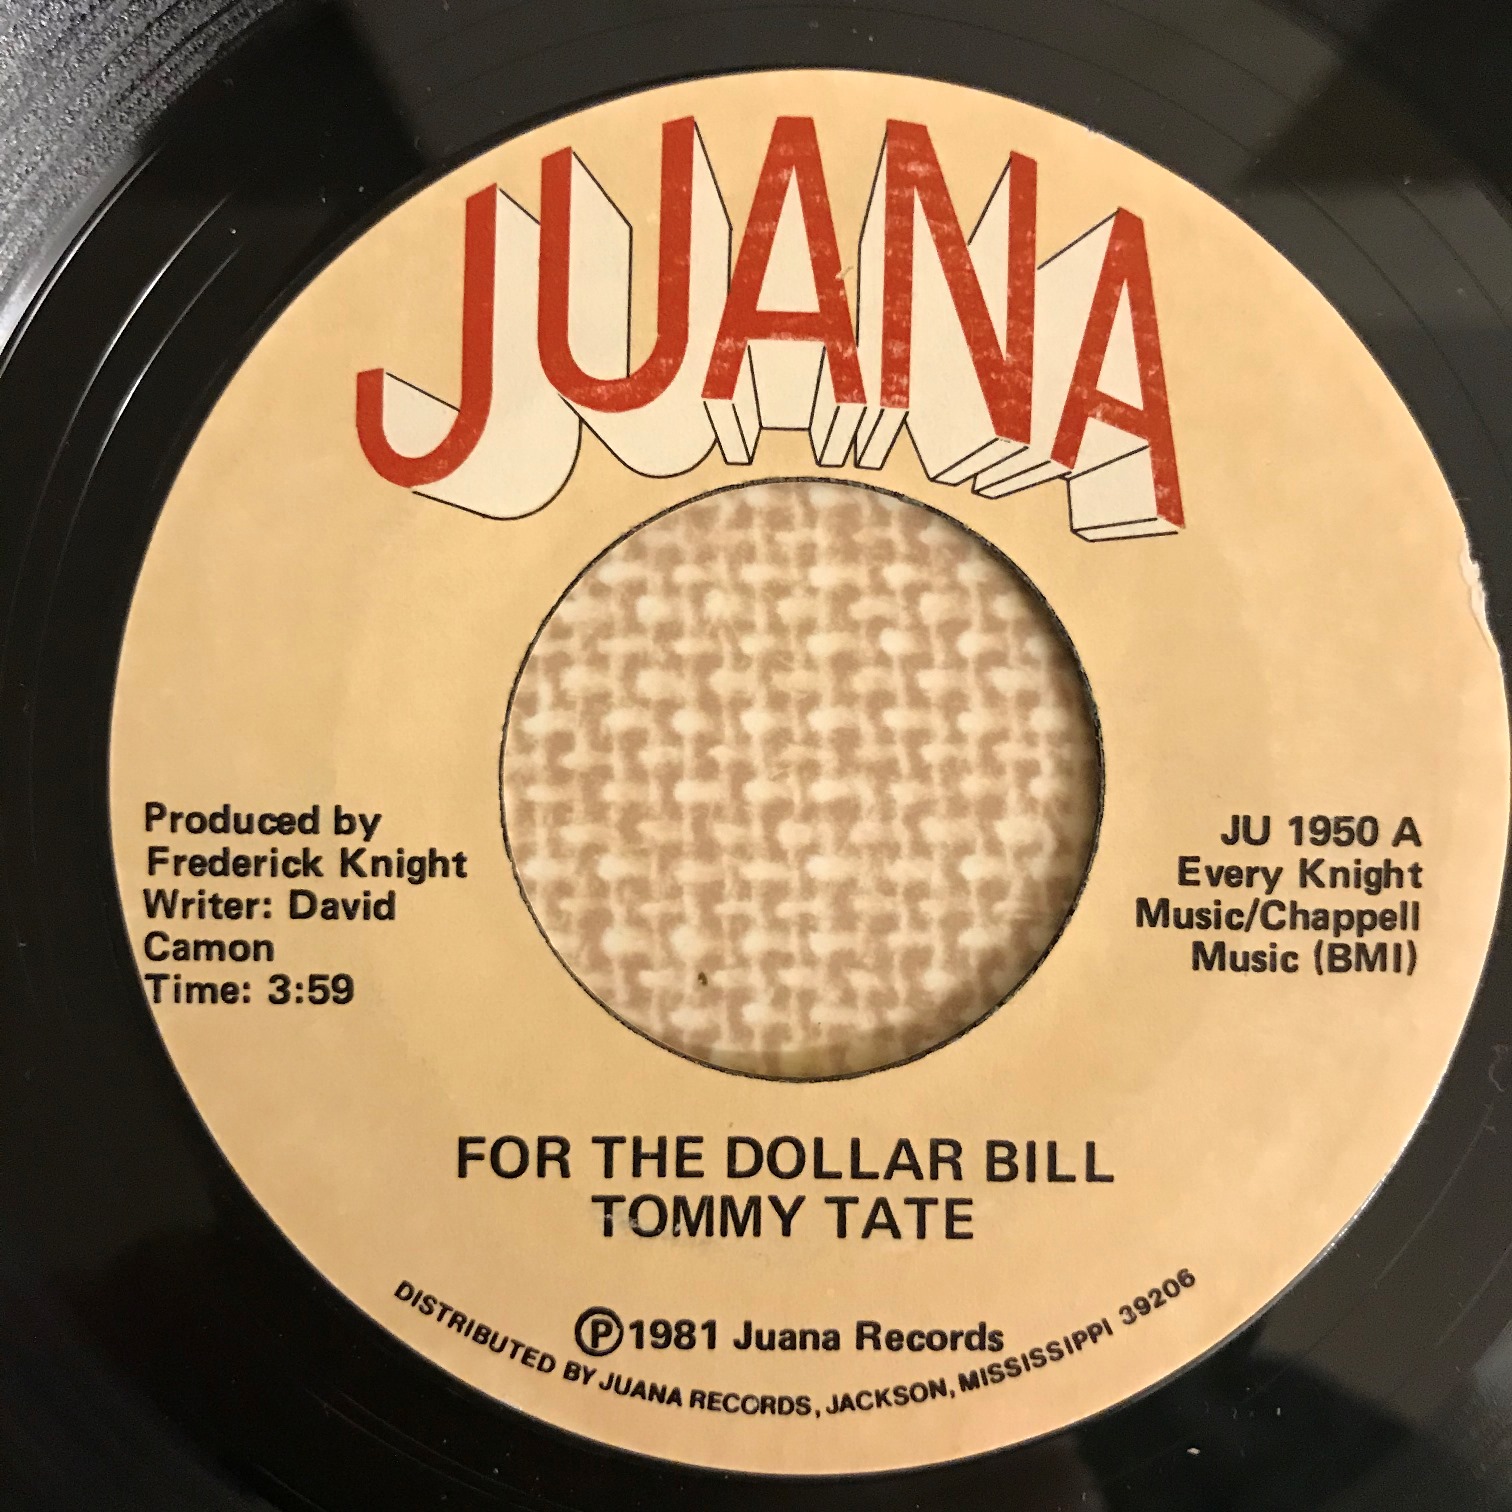 JUANA
Produced by
Frederick Knight
Writer: David
Camon
Time: 3:59
JU 1950 A
Every Knight
Music/Chappell
Music (BMI)
FOR THE DOLLAR BILL
TOMMY TATE
℗1981 Juana Records
DISTRIBUTED BY JUANA RECORDS, JACKSON, MISSISSIPPI 39206